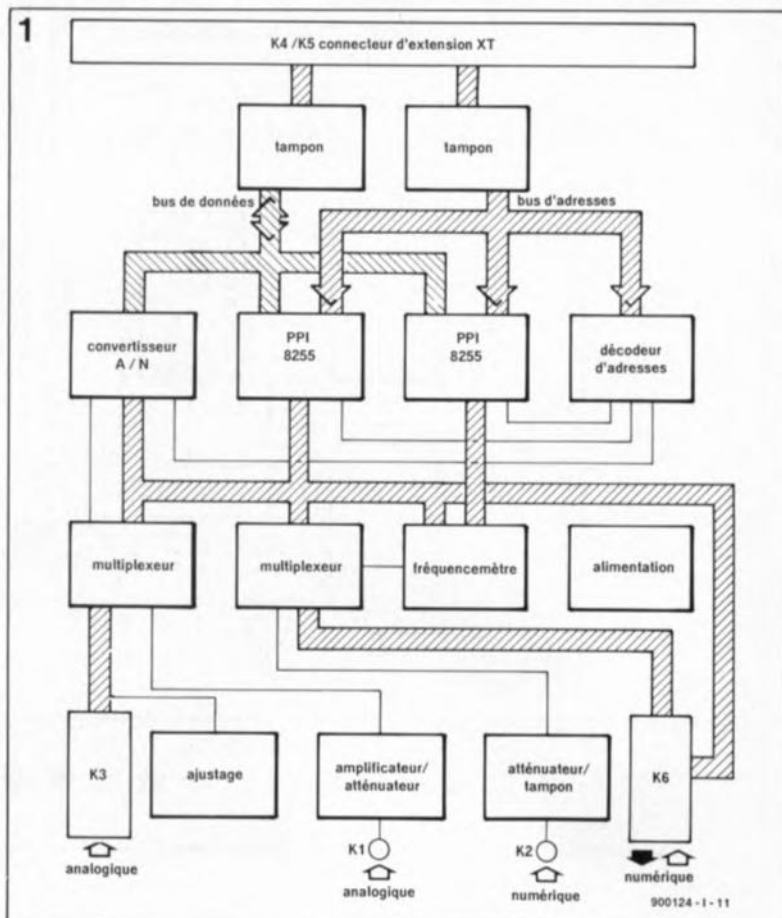 1
K4 /K5 connecteur d'extension XT
tampon
tampon
bus de données
bus d'adresses
convertisseur
A / N
PPI
8255
PPI
8255
décodeur
d'adresses
multiplexeur
multiplexeur
fréquencemètre
alimentation
K3
ajustage
amplificateur/
atténuateur
atténuateur/
tampon
K6
K1
K2
analogique
analogique
numérique
numérique
900124 - I - 11